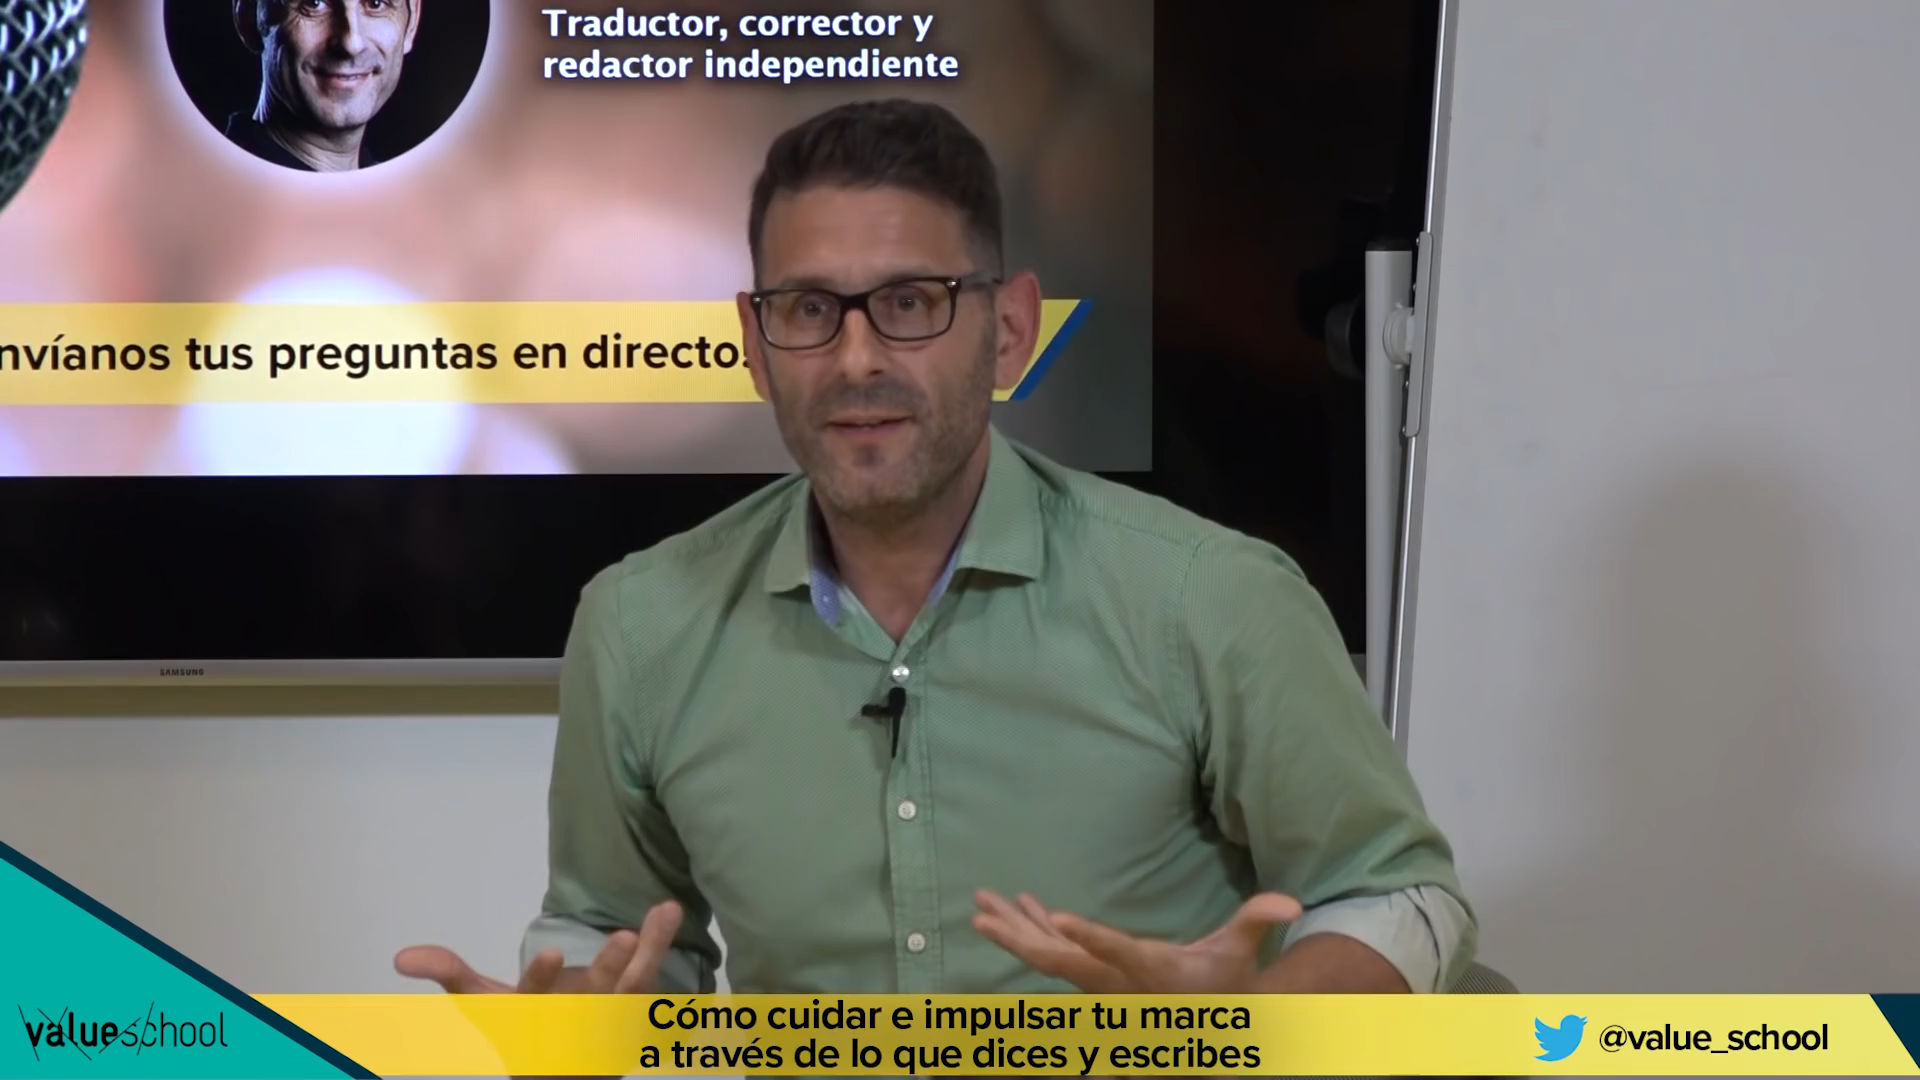 Traductor, corrector y
redactor independiente
nvíanos tus preguntas en directo
SAMSUNG
valueschool
Cómo cuidar e impulsar tu marca
a través de lo que dices y escribes
@value_school